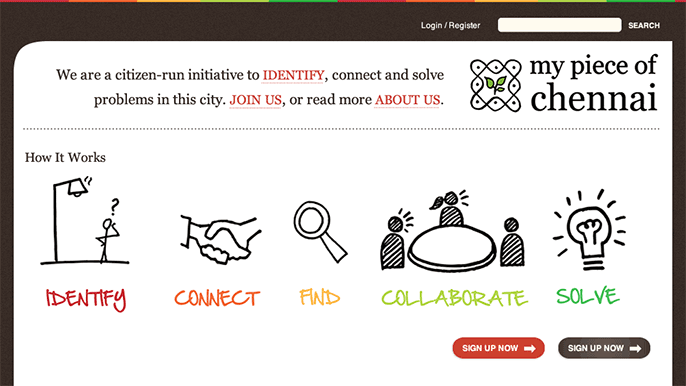 Login / Register
SEARCH
We are a citizen-run initiative to IDENTIFY, connect and solve
problems in this city. JOIN US, or read more ABOUT US.
my piece of
chennai
How It Works
?
IDENTIFY
CONNECT
FIND
COLLABORATE
SOLVE
SIGN UP NOW
SIGN UP NOW